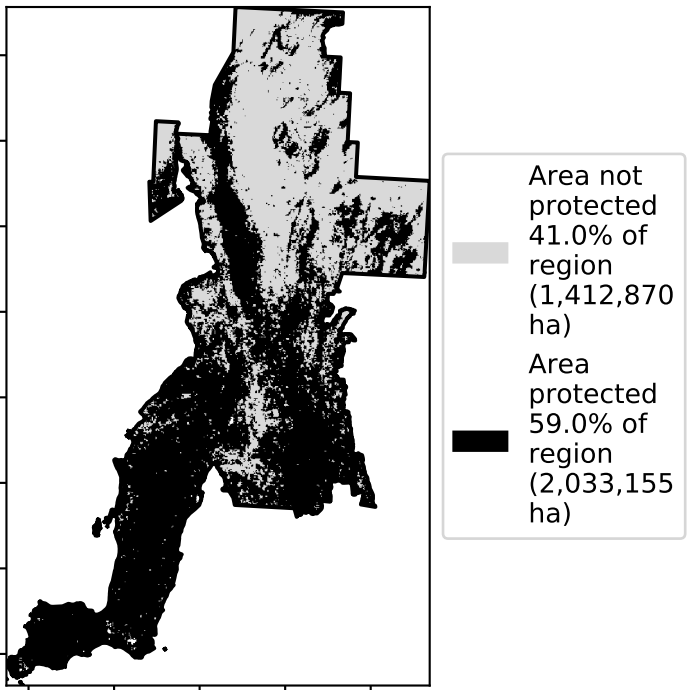 Area not
protected
41.0% of
region
(1,412,870
ha)
Area
protected
59.0% of
region
(2,033,155
ha)